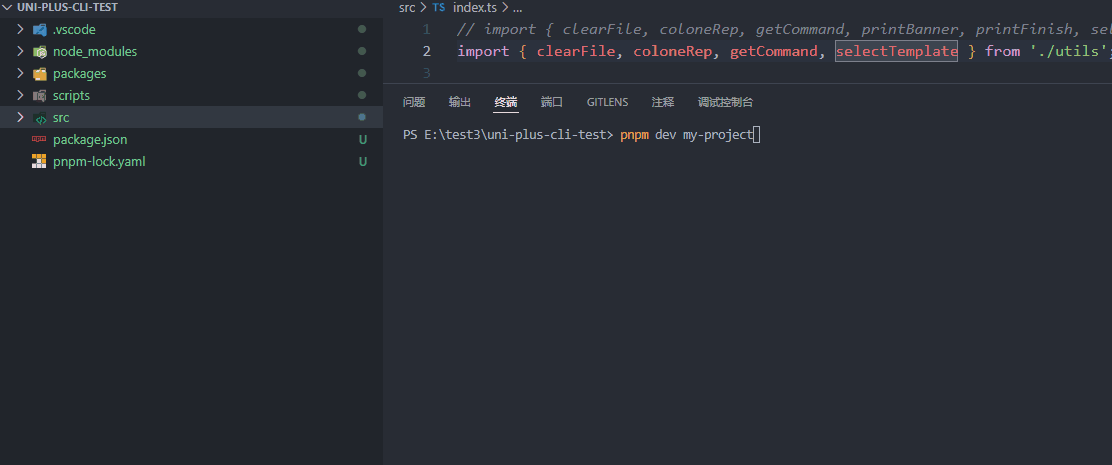 UNI-PLUS-CLI-TEST
.vscode
node_modules
packages
scripts
src
package.json U
pnpm-lock.yaml U
src > TS index.ts > ...
1 // import { clearFile, coloneRep, getCommand, printBanner, printFinish, sel
2 import { clearFile, coloneRep, getCommand, selectTemplate } from './utils';
3
问题 输出 终端 端口 GITLENS 注释 调试控制台
PS E:\test3\uni-plus-cli-test> pnpm dev my-project